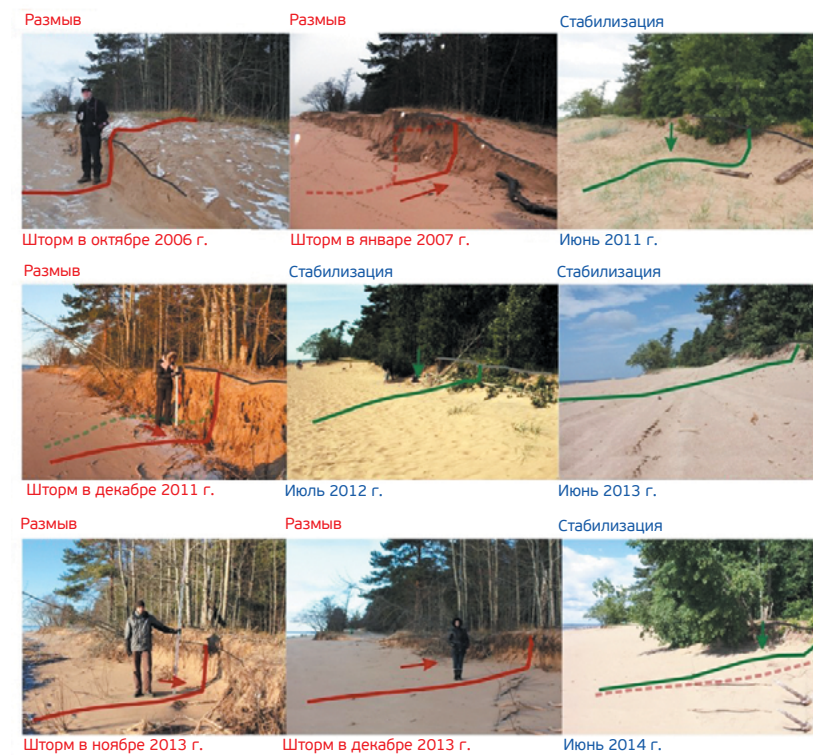 Размыв
Размыв
Стабилизация
Шторм в октябре 2006 г.
Шторм в январе 2007 г.
Июнь 2011 г.
Размыв
Стабилизация
Стабилизация
Шторм в декабре 2011 г.
Июль 2012 г.
Июнь 2013 г.
Размыв
Размыв
Стабилизация
Шторм в ноябре 2013 г.
Шторм в декабре 2013 г.
Июнь 2014 г.